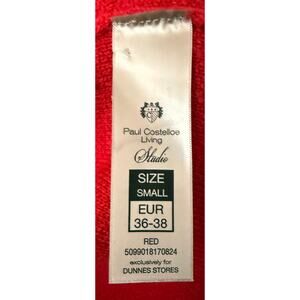 Paul Costelloe
Living
Studio
SIZE
SMALL
EUR
36-38
RED
5099018170824
exclusively for
DUNNES STORES